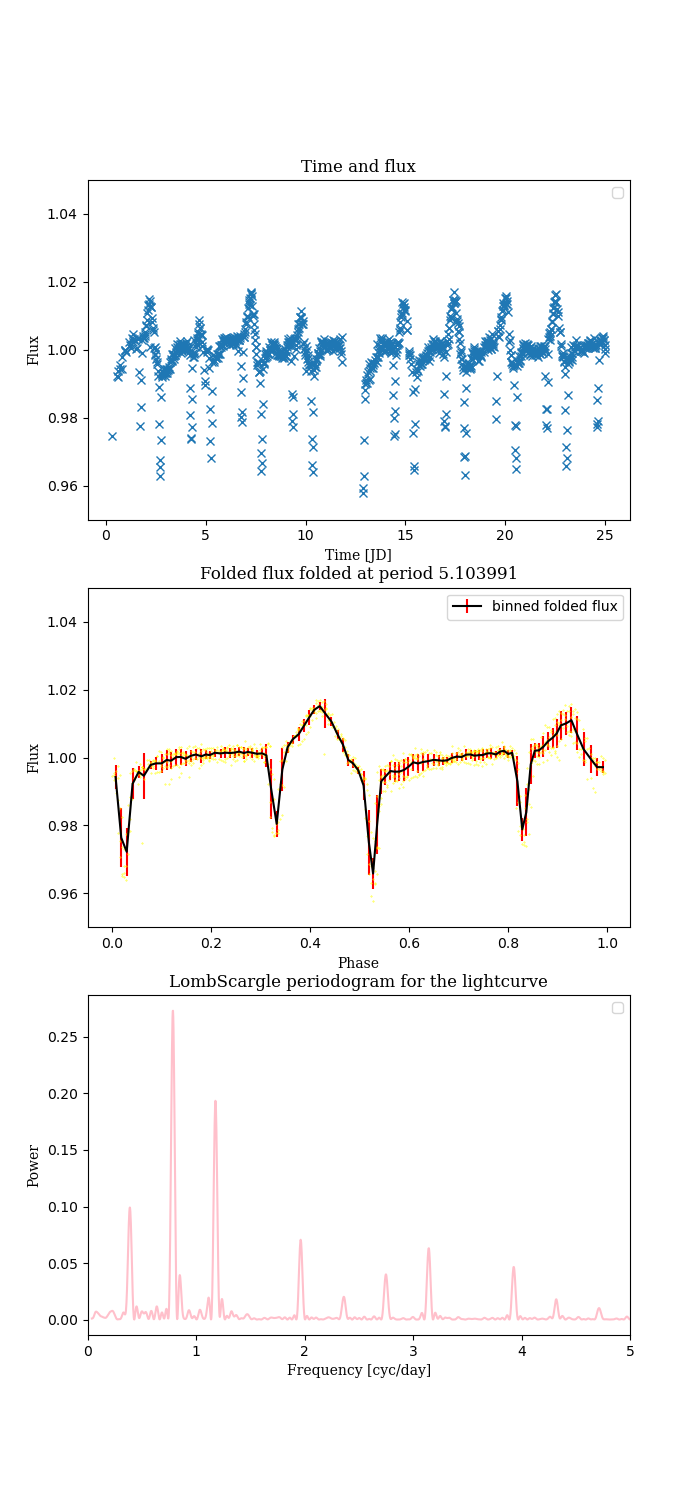 Time and flux
1.04
1.02
1.00
0.98
0.96
Flux
0 5 10 15 20 25
Time [JD]
Folded flux folded at period 5.103991
binned folded flux
1.04
1.02
1.00
0.98
0.96
Flux
0.0 0.2 0.4 0.6 0.8 1.0
Phase
LombScargle periodogram for the lightcurve
0.25
0.20
0.15
0.10
0.05
0.00
Power
0 1 2 3 4 5
Frequency [cyc/day]